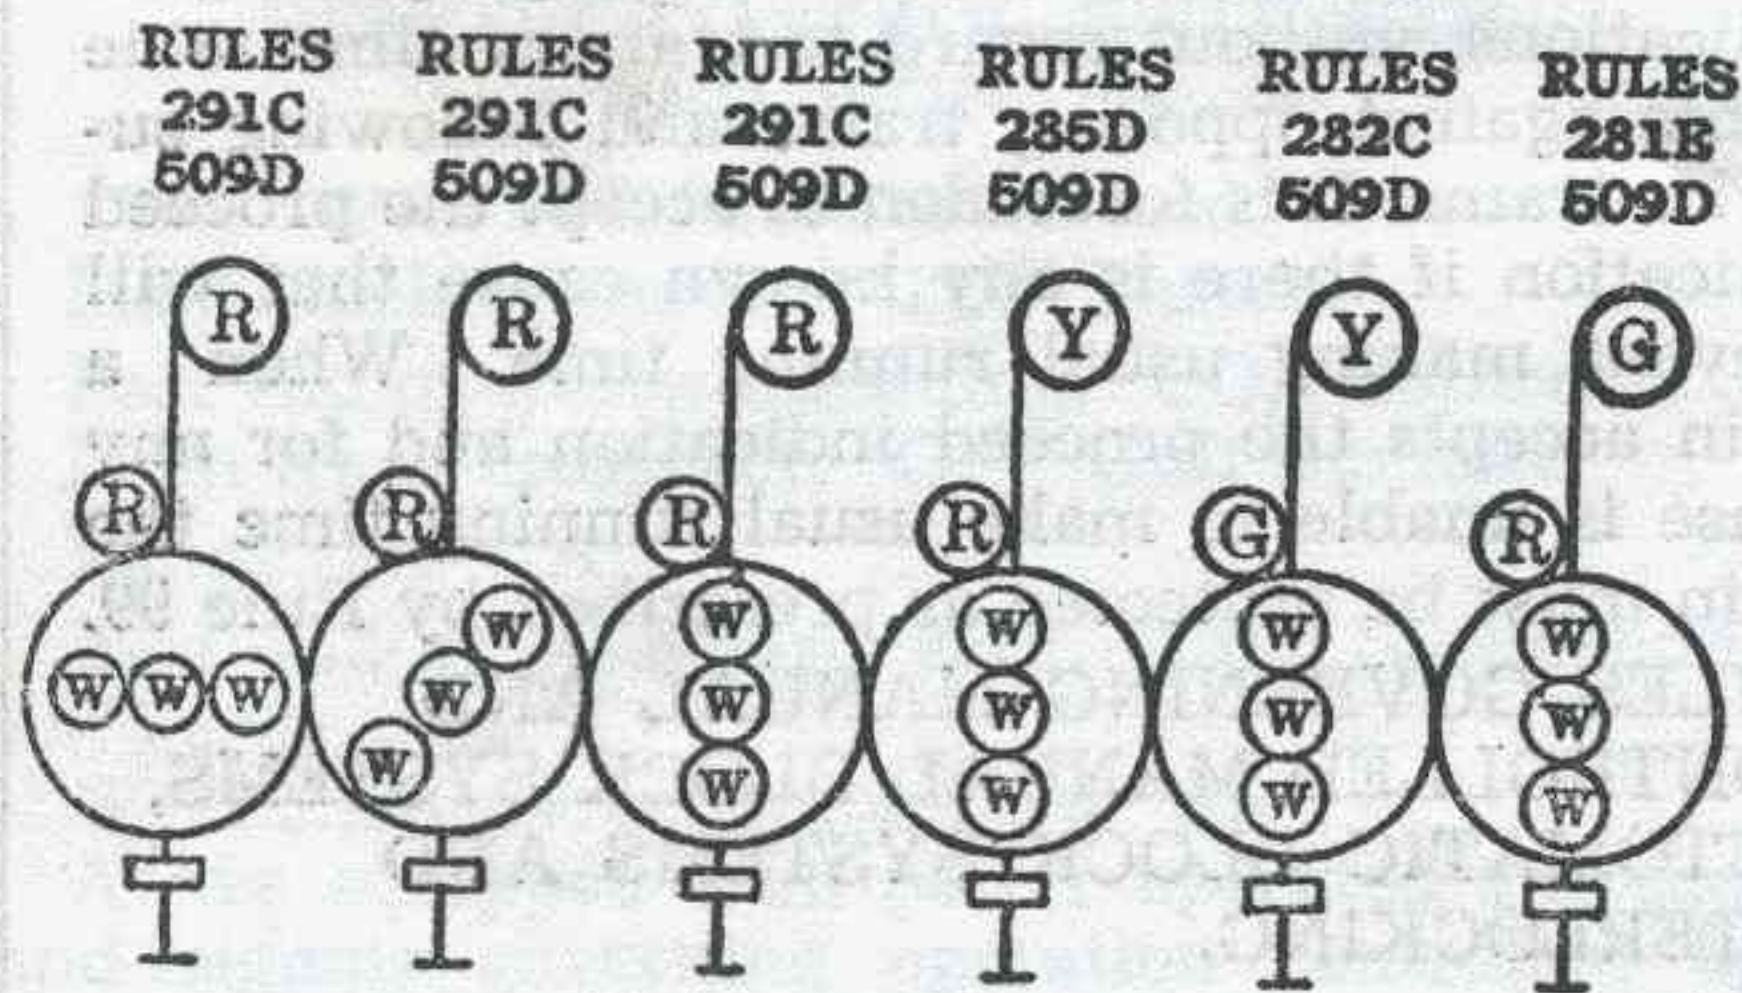 RULES RULES RULES RULES RULES RULES
291C 291C 291C 285D 282C 281E
509D 509D 509D 509D 509D 509D
R R R Y Y G
R R R R G R
W W W W
W W W W W W W W
W W W W W W